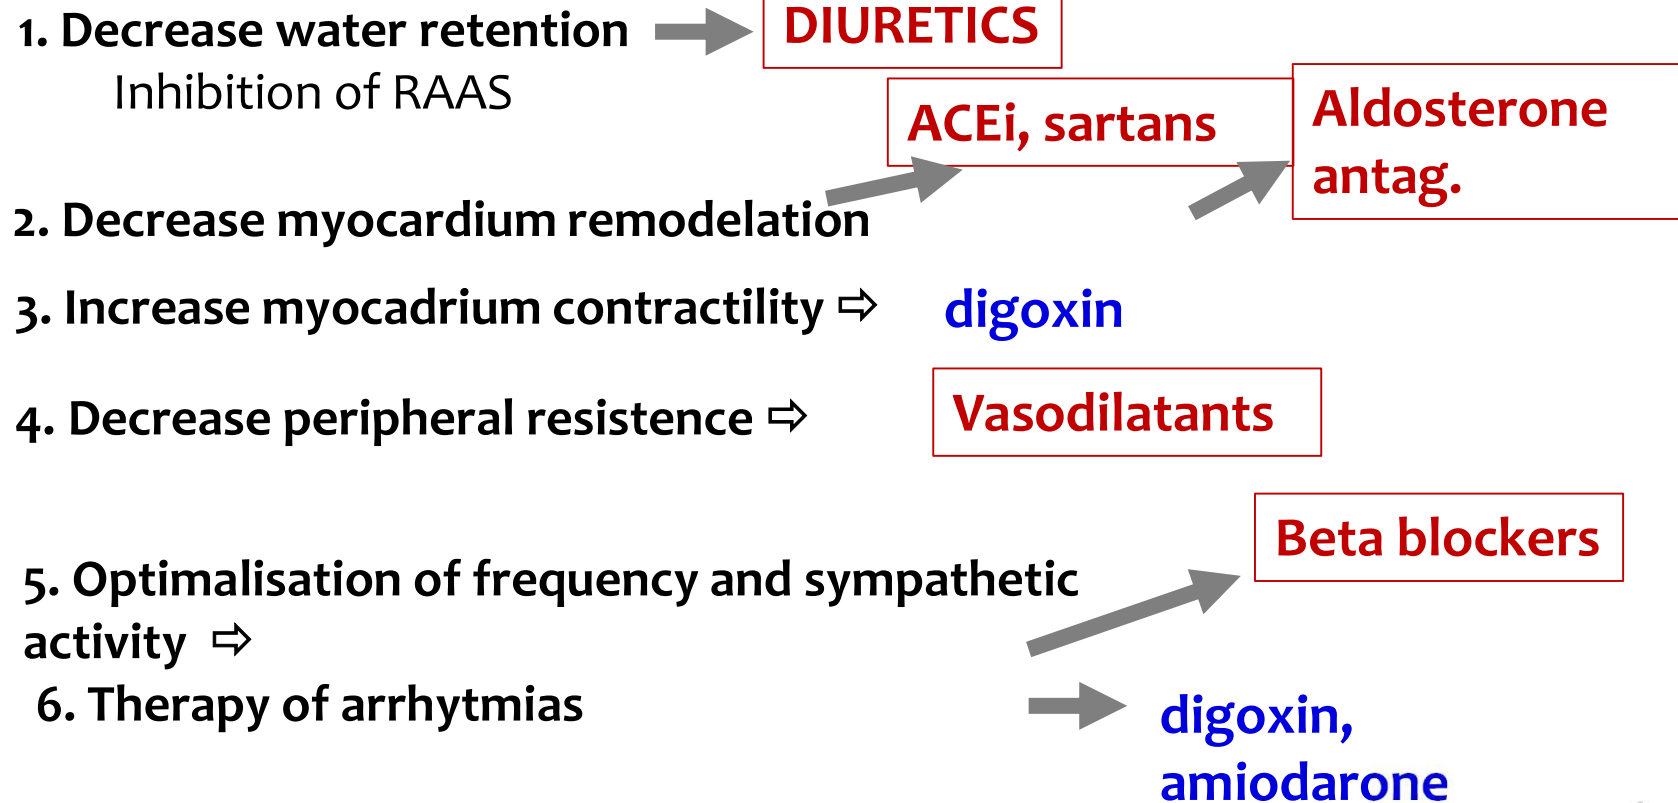 1. Decrease water retention
DIURETICS
Inhibition of RAAS
ACEi, sartans
Aldosterone
antag.
2. Decrease myocardium remodelation
3. Increase myocadrium contractility ⇨
digoxin
4. Decrease peripheral resistence ⇨
Vasodilatants
Beta blockers
5. Optimalisation of frequency and sympathetic
activity ⇨
6. Therapy of arrhytmias
digoxin,
amiodarone